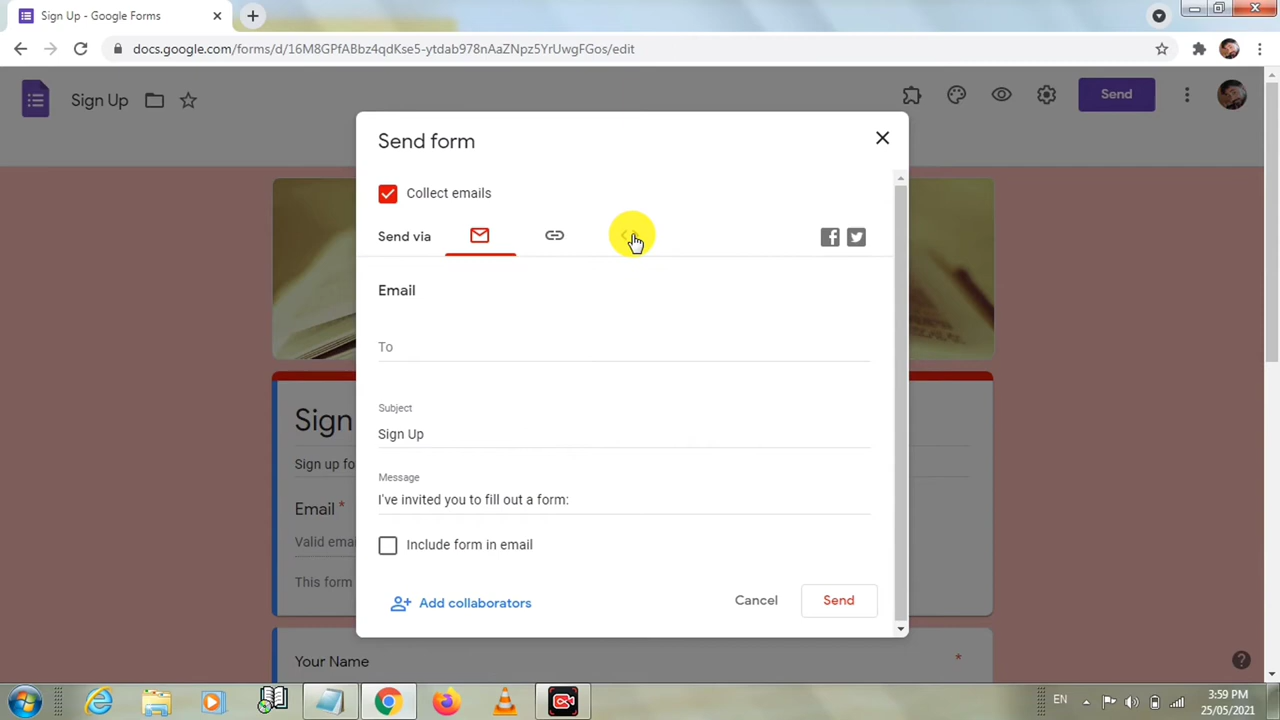 Sign Up - Google Forms
docs.google.com/forms/d/16M8GPfABbz4qdKse5-ytdab978nAaZNpz5YrUwgFGos/edit
Sign Up
Send
Send form
Collect emails
Send via
Email
To
Subject
Sign Up
Message
I've invited you to fill out a form:
Include form in email
Add collaborators
Cancel
Send
Sign
Sign up fo
Email *
Valid emai
This form
Your Name
*
EN
3:59 PM
25/05/2021